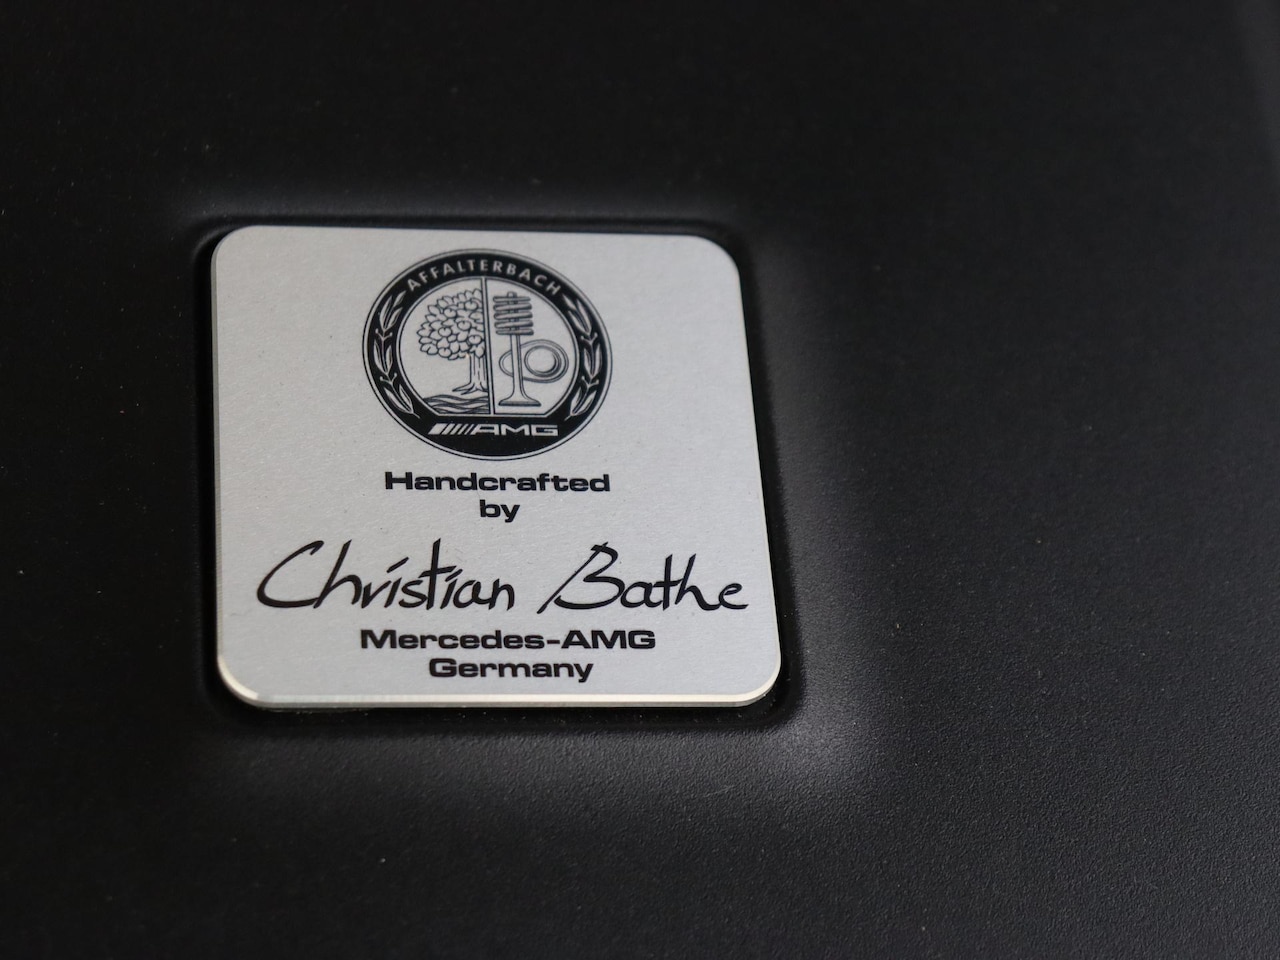 AFFALTERBACH
AMG
Handcrafted
by
Christian Bathe
Mercedes-AMG
Germany